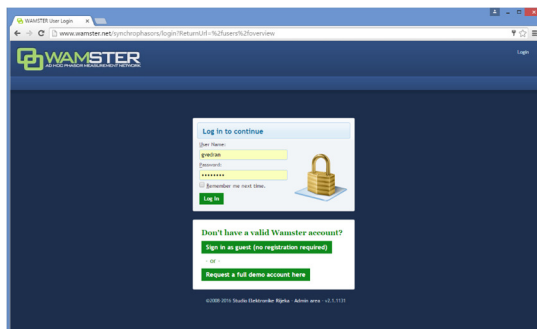 WAMSTER User Login
www.wamster.net/synchrophasors/login?ReturnUrl=%2fusers%2foverview
WAMSTER
AD HOC PHASOR MEASUREMENT NETWORK
Login
Log in to continue
User Name:
gvedran
Password:
••••••••
Remember me next time.
Log In
Don't have a valid Wamster account?
Sign in as guest (no registration required)
- or -
Request a full demo account here
©2008-2016 Studio Elektronike Rijeka - Admin area - v2.1.1131